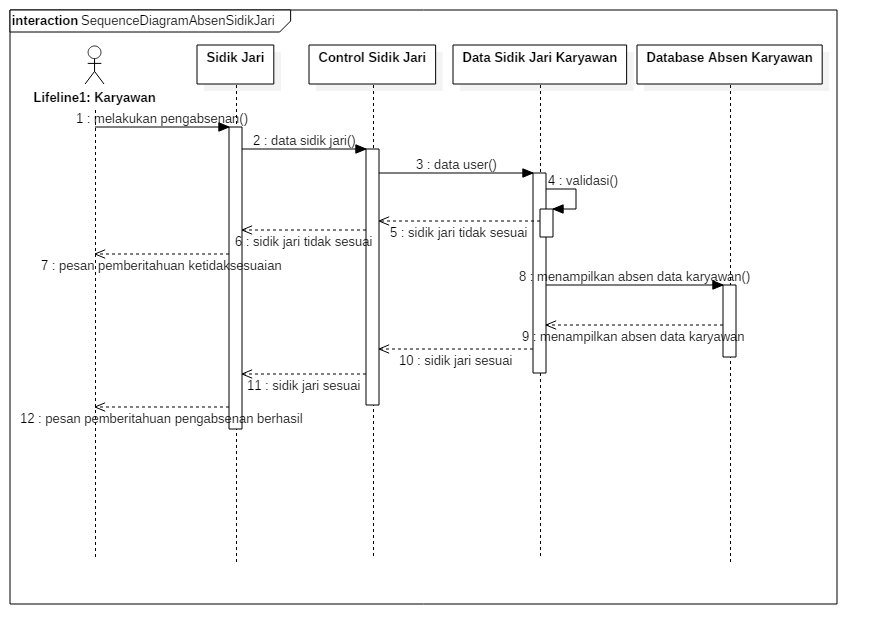 interaction SequenceDiagramAbsenSidikJari
Sidik Jari
Control Sidik Jari
Data Sidik Jari Karyawan
Database Absen Karyawan
Lifeline1: Karyawan
1 : melakukan pengabsenan()
2 : data sidik jari()
3 : data user()
4 : validasi()
5 : sidik jari tidak sesuai
6 : sidik jari tidak sesuai
7 : pesan pemberitahuan ketidaksesuaian
8 : menampilkan absen data karyawan()
9 : menampilkan absen data karyawan
10 : sidik jari sesuai
11 : sidik jari sesuai
12 : pesan pemberitahuan pengabsenan berhasil